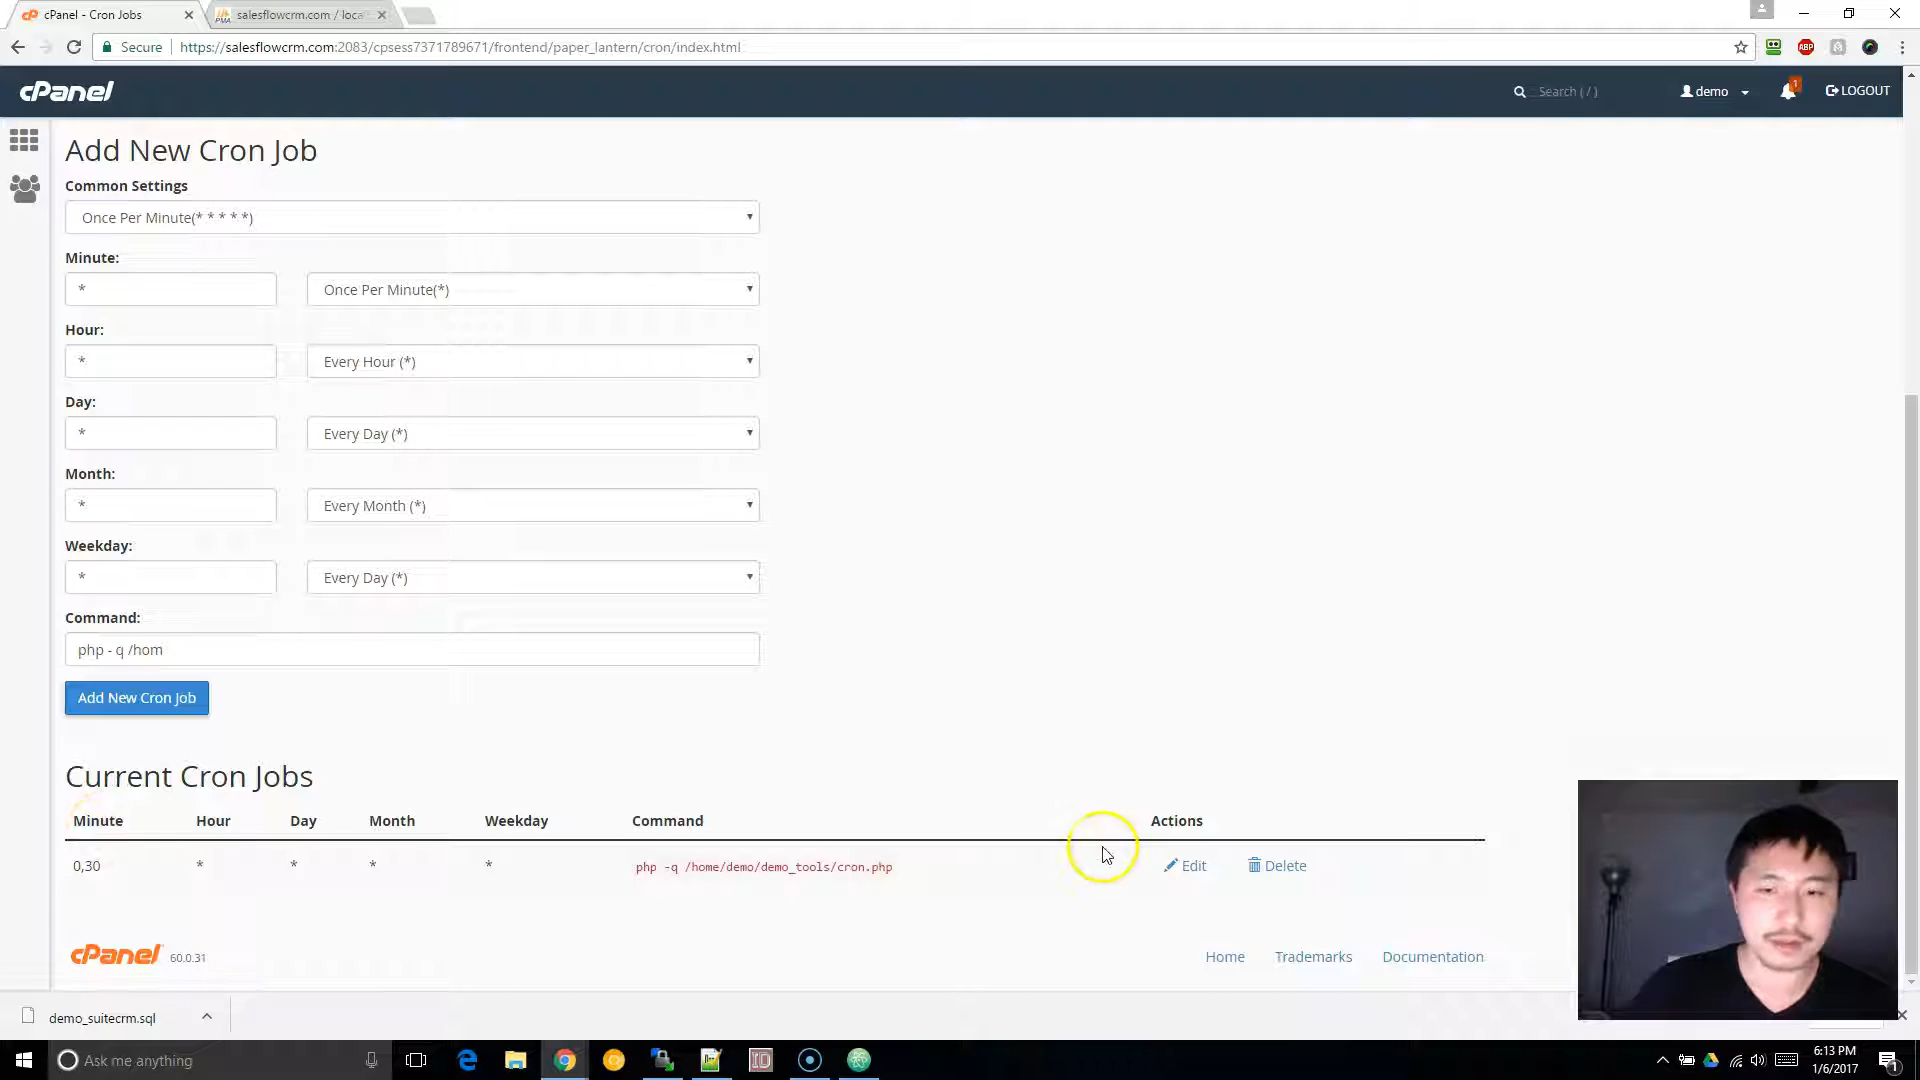 cPanel - Cron Jobs
salesflowcrm.com / loca
Secure https://salesflowcrm.com:2083/cpsess7371789671/frontend/paper_lantern/cron/index.html
ABP
cPanel
Search ( / )
demo
1
LOGOUT
Add New Cron Job
Common Settings
Once Per Minute(* * * * *)
Minute:
* Once Per Minute(*)
Hour:
* Every Hour (*)
Day:
* Every Day (*)
Month:
* Every Month (*)
Weekday:
* Every Day (*)
Command:
php - q /hom
Add New Cron Job
Current Cron Jobs
Minute Hour Day Month Weekday Command Actions
0,30 * * * * php -q /home/demo/demo_tools/cron.php Edit Delete
cPanel 60.0.31
Home Trademarks Documentation
demo_suitecrm.sql
Ask me anything
6:13 PM
1/6/2017
1